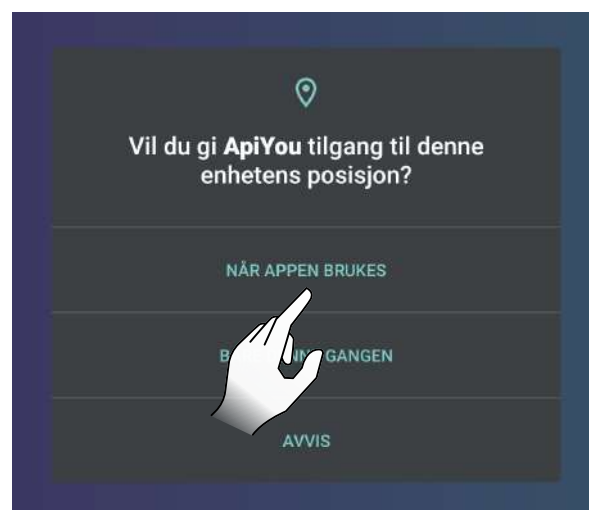 Vil du gi ApiYou tilgang til denne
enhetens posisjon?
NÅR APPEN BRUKES
GANGEN
AVVIS